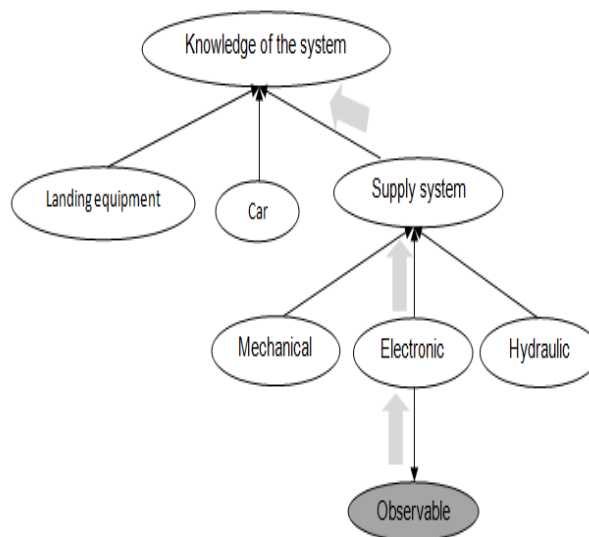 Knowledge of the system
Landing equipment
Car
Supply system
Mechanical
Electronic
Hydraulic
Observable